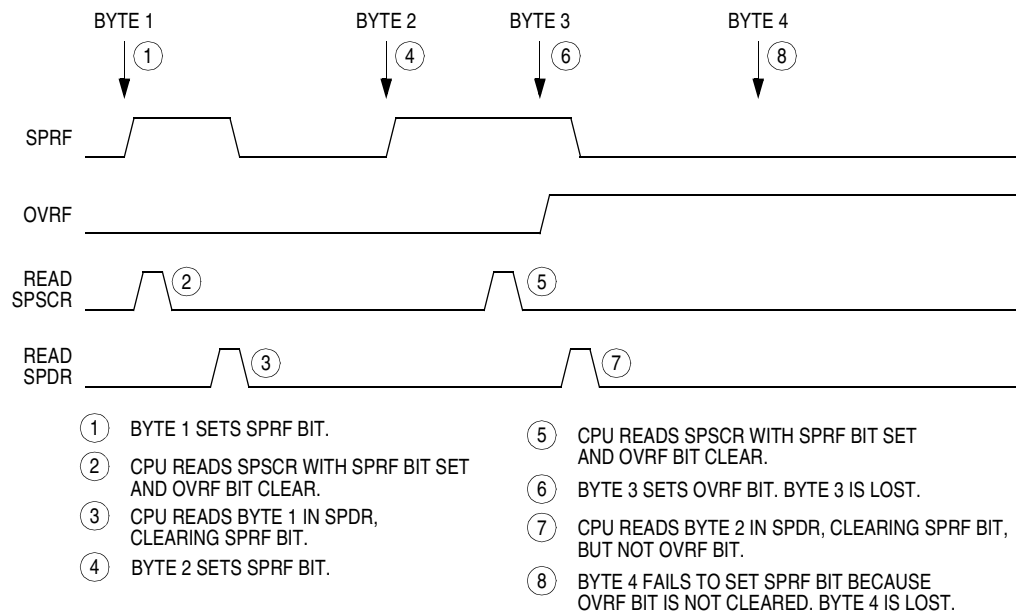 BYTE 1
BYTE 2
BYTE 3
BYTE 4
1
4
6
8
SPRF
OVRF
READ
SPSCR
2
5
READ
SPDR
3
7
1 BYTE 1 SETS SPRF BIT.
2 CPU READS SPSCR WITH SPRF BIT SET
AND OVRF BIT CLEAR.
3 CPU READS BYTE 1 IN SPDR,
CLEARING SPRF BIT.
4 BYTE 2 SETS SPRF BIT.
5 CPU READS SPSCR WITH SPRF BIT SET
AND OVRF BIT CLEAR.
6 BYTE 3 SETS OVRF BIT. BYTE 3 IS LOST.
7 CPU READS BYTE 2 IN SPDR, CLEARING SPRF BIT,
BUT NOT OVRF BIT.
8 BYTE 4 FAILS TO SET SPRF BIT BECAUSE
OVRF BIT IS NOT CLEARED. BYTE 4 IS LOST.